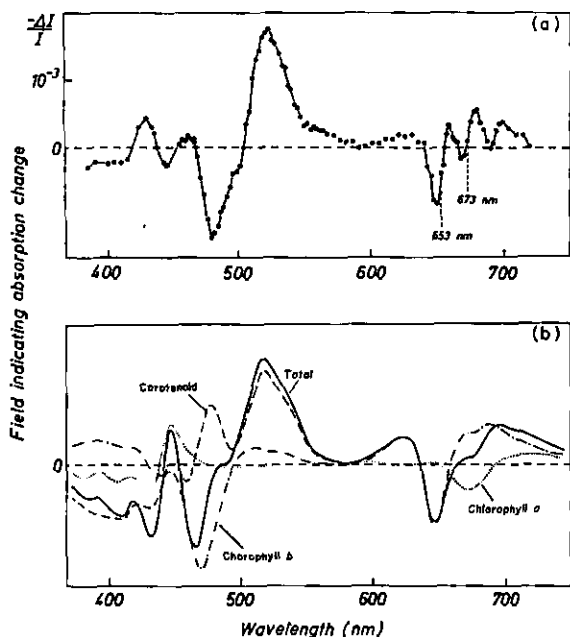 -ΔI
I
(a)
10⁻³
0
673 nm
653 nm
400
500
600
700
Field indicating absorption change
(b)
Carotenoid
Total
0
Chlorophyll a
Chorophyll b
400
500
600
700
Wavelength (nm)